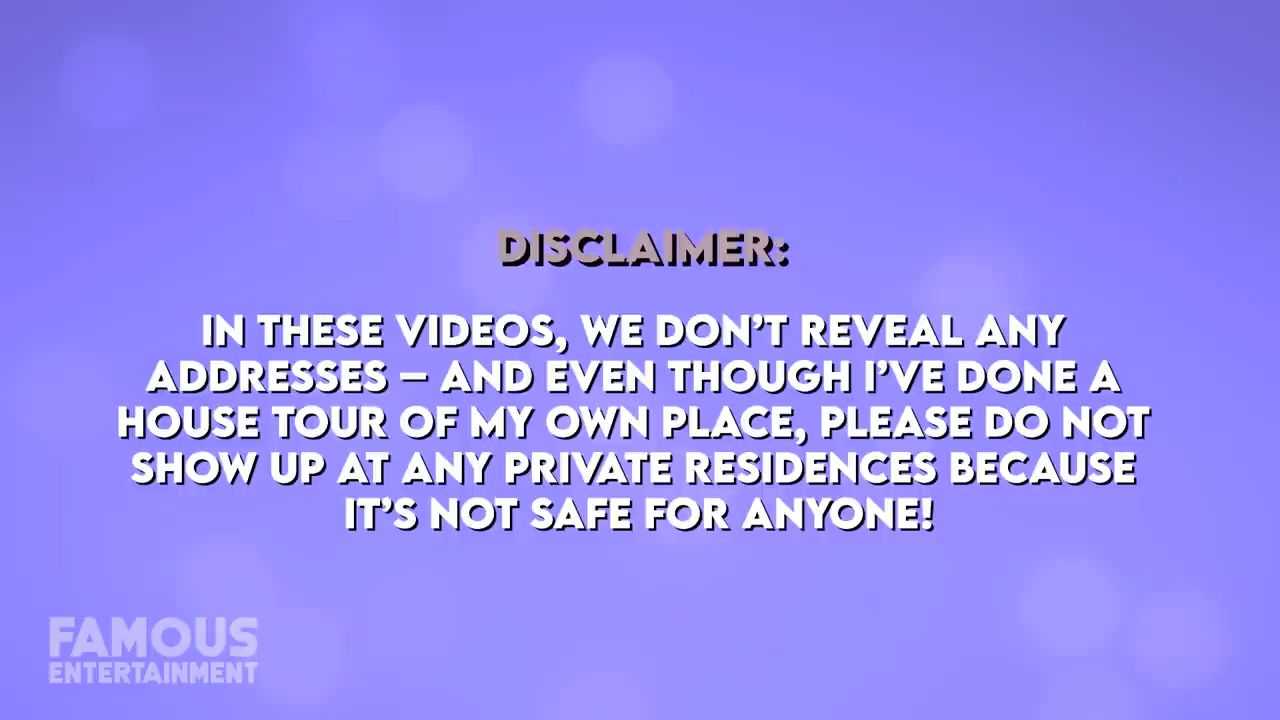 DISCLAIMER:
IN THESE VIDEOS, WE DON'T REVEAL ANY
ADDRESSES – AND EVEN THOUGH I'VE DONE A
HOUSE TOUR OF MY OWN PLACE, PLEASE DO NOT
SHOW UP AT ANY PRIVATE RESIDENCES BECAUSE
IT'S NOT SAFE FOR ANYONE!
FAMOUS
ENTERTAINMENT